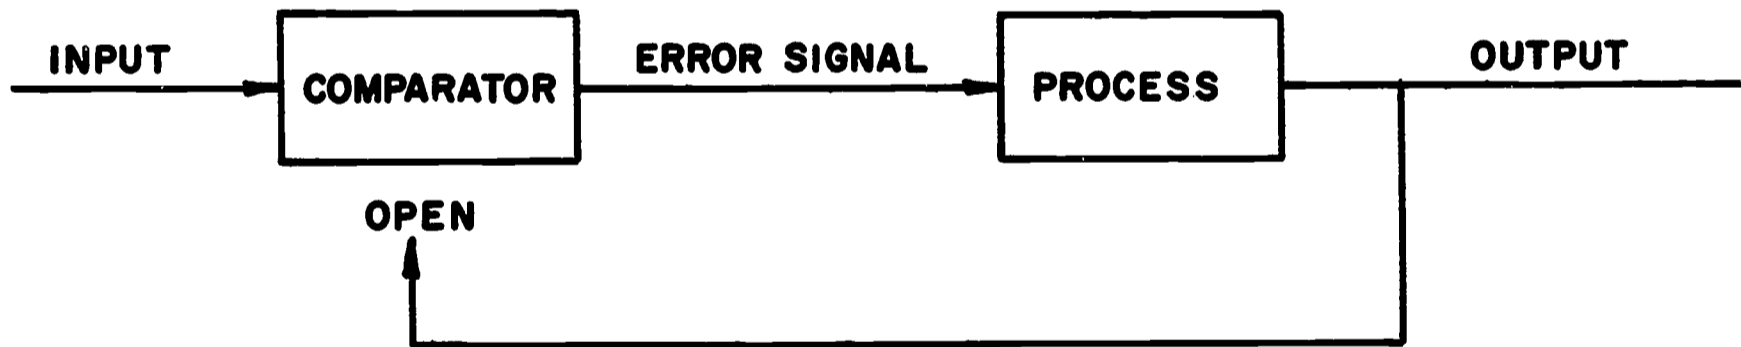 INPUT
COMPARATOR
ERROR SIGNAL
PROCESS
OUTPUT
OPEN